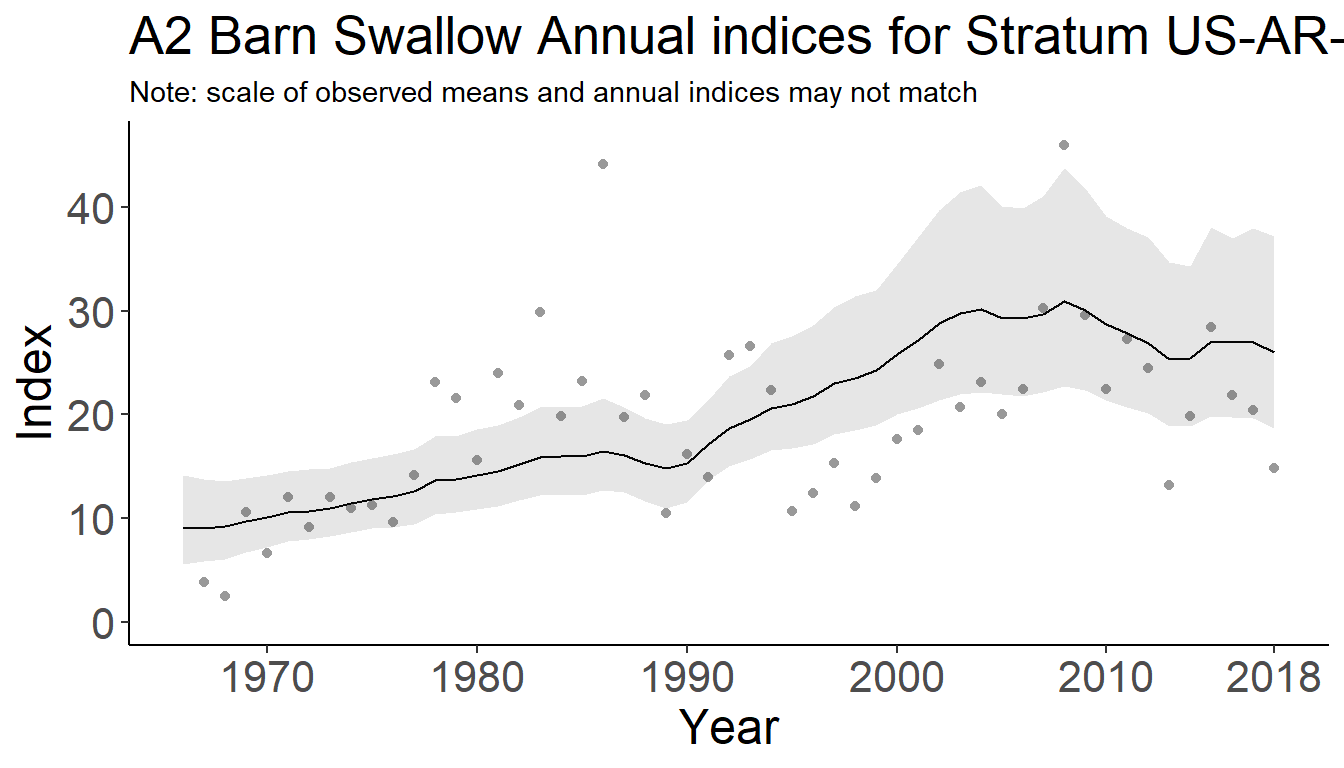 A2 Barn Swallow Annual indices for Stratum US-AR-
Note: scale of observed means and annual indices may not match
Index
40
30
20
10
0
1970 1980 1990 2000 2010 2018
Year